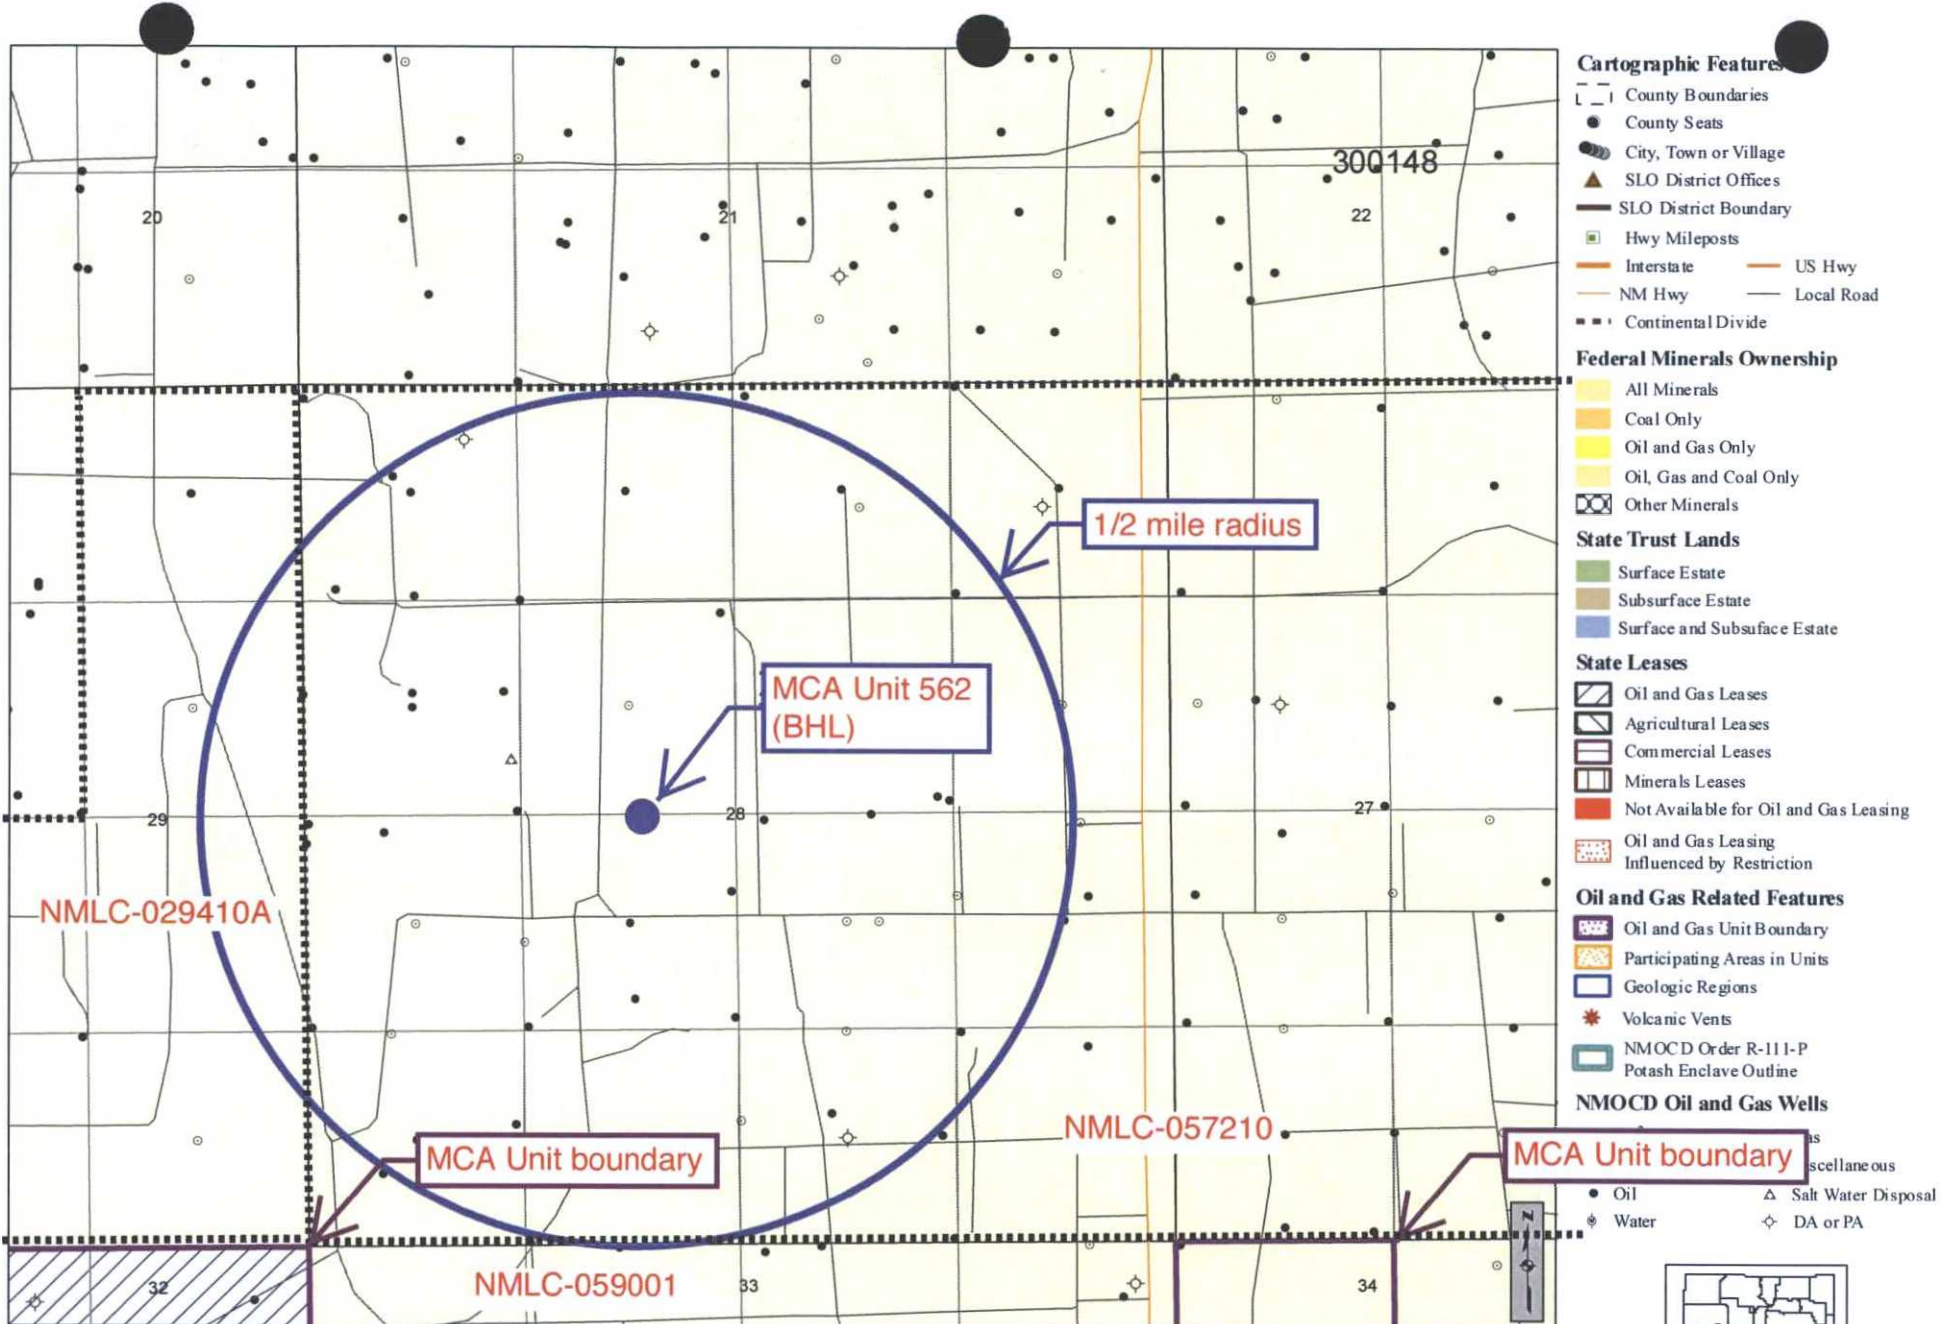 300148
20
21
22
1/2 mile radius
MCA Unit 562
(BHL)
29
28
27
NMLC-029410A
NMLC-057210
MCA Unit boundary
MCA Unit boundary
32
NMLC-059001
33
34
Cartographic Features
County Boundaries
County Seats
City, Town or Village
SLO District Offices
SLO District Boundary
Hwy Mileposts
Interstate US Hwy
NM Hwy Local Road
Continental Divide
Federal Minerals Ownership
All Minerals
Coal Only
Oil and Gas Only
Oil, Gas and Coal Only
Other Minerals
State Trust Lands
Surface Estate
Subsurface Estate
Surface and Subsuface Estate
State Leases
Oil and Gas Leases
Agricultural Leases
Commercial Leases
Minerals Leases
Not Available for Oil and Gas Leasing
Oil and Gas Leasing
Influenced by Restriction
Oil and Gas Related Features
Oil and Gas Unit Boundary
Participating Areas in Units
Geologic Regions
Volcanic Vents
NMOCD Order R-111-P
Potash Enclave Outline
NMOCD Oil and Gas Wells
as
scellaneous
Oil Salt Water Disposal
Water DA or PA
N